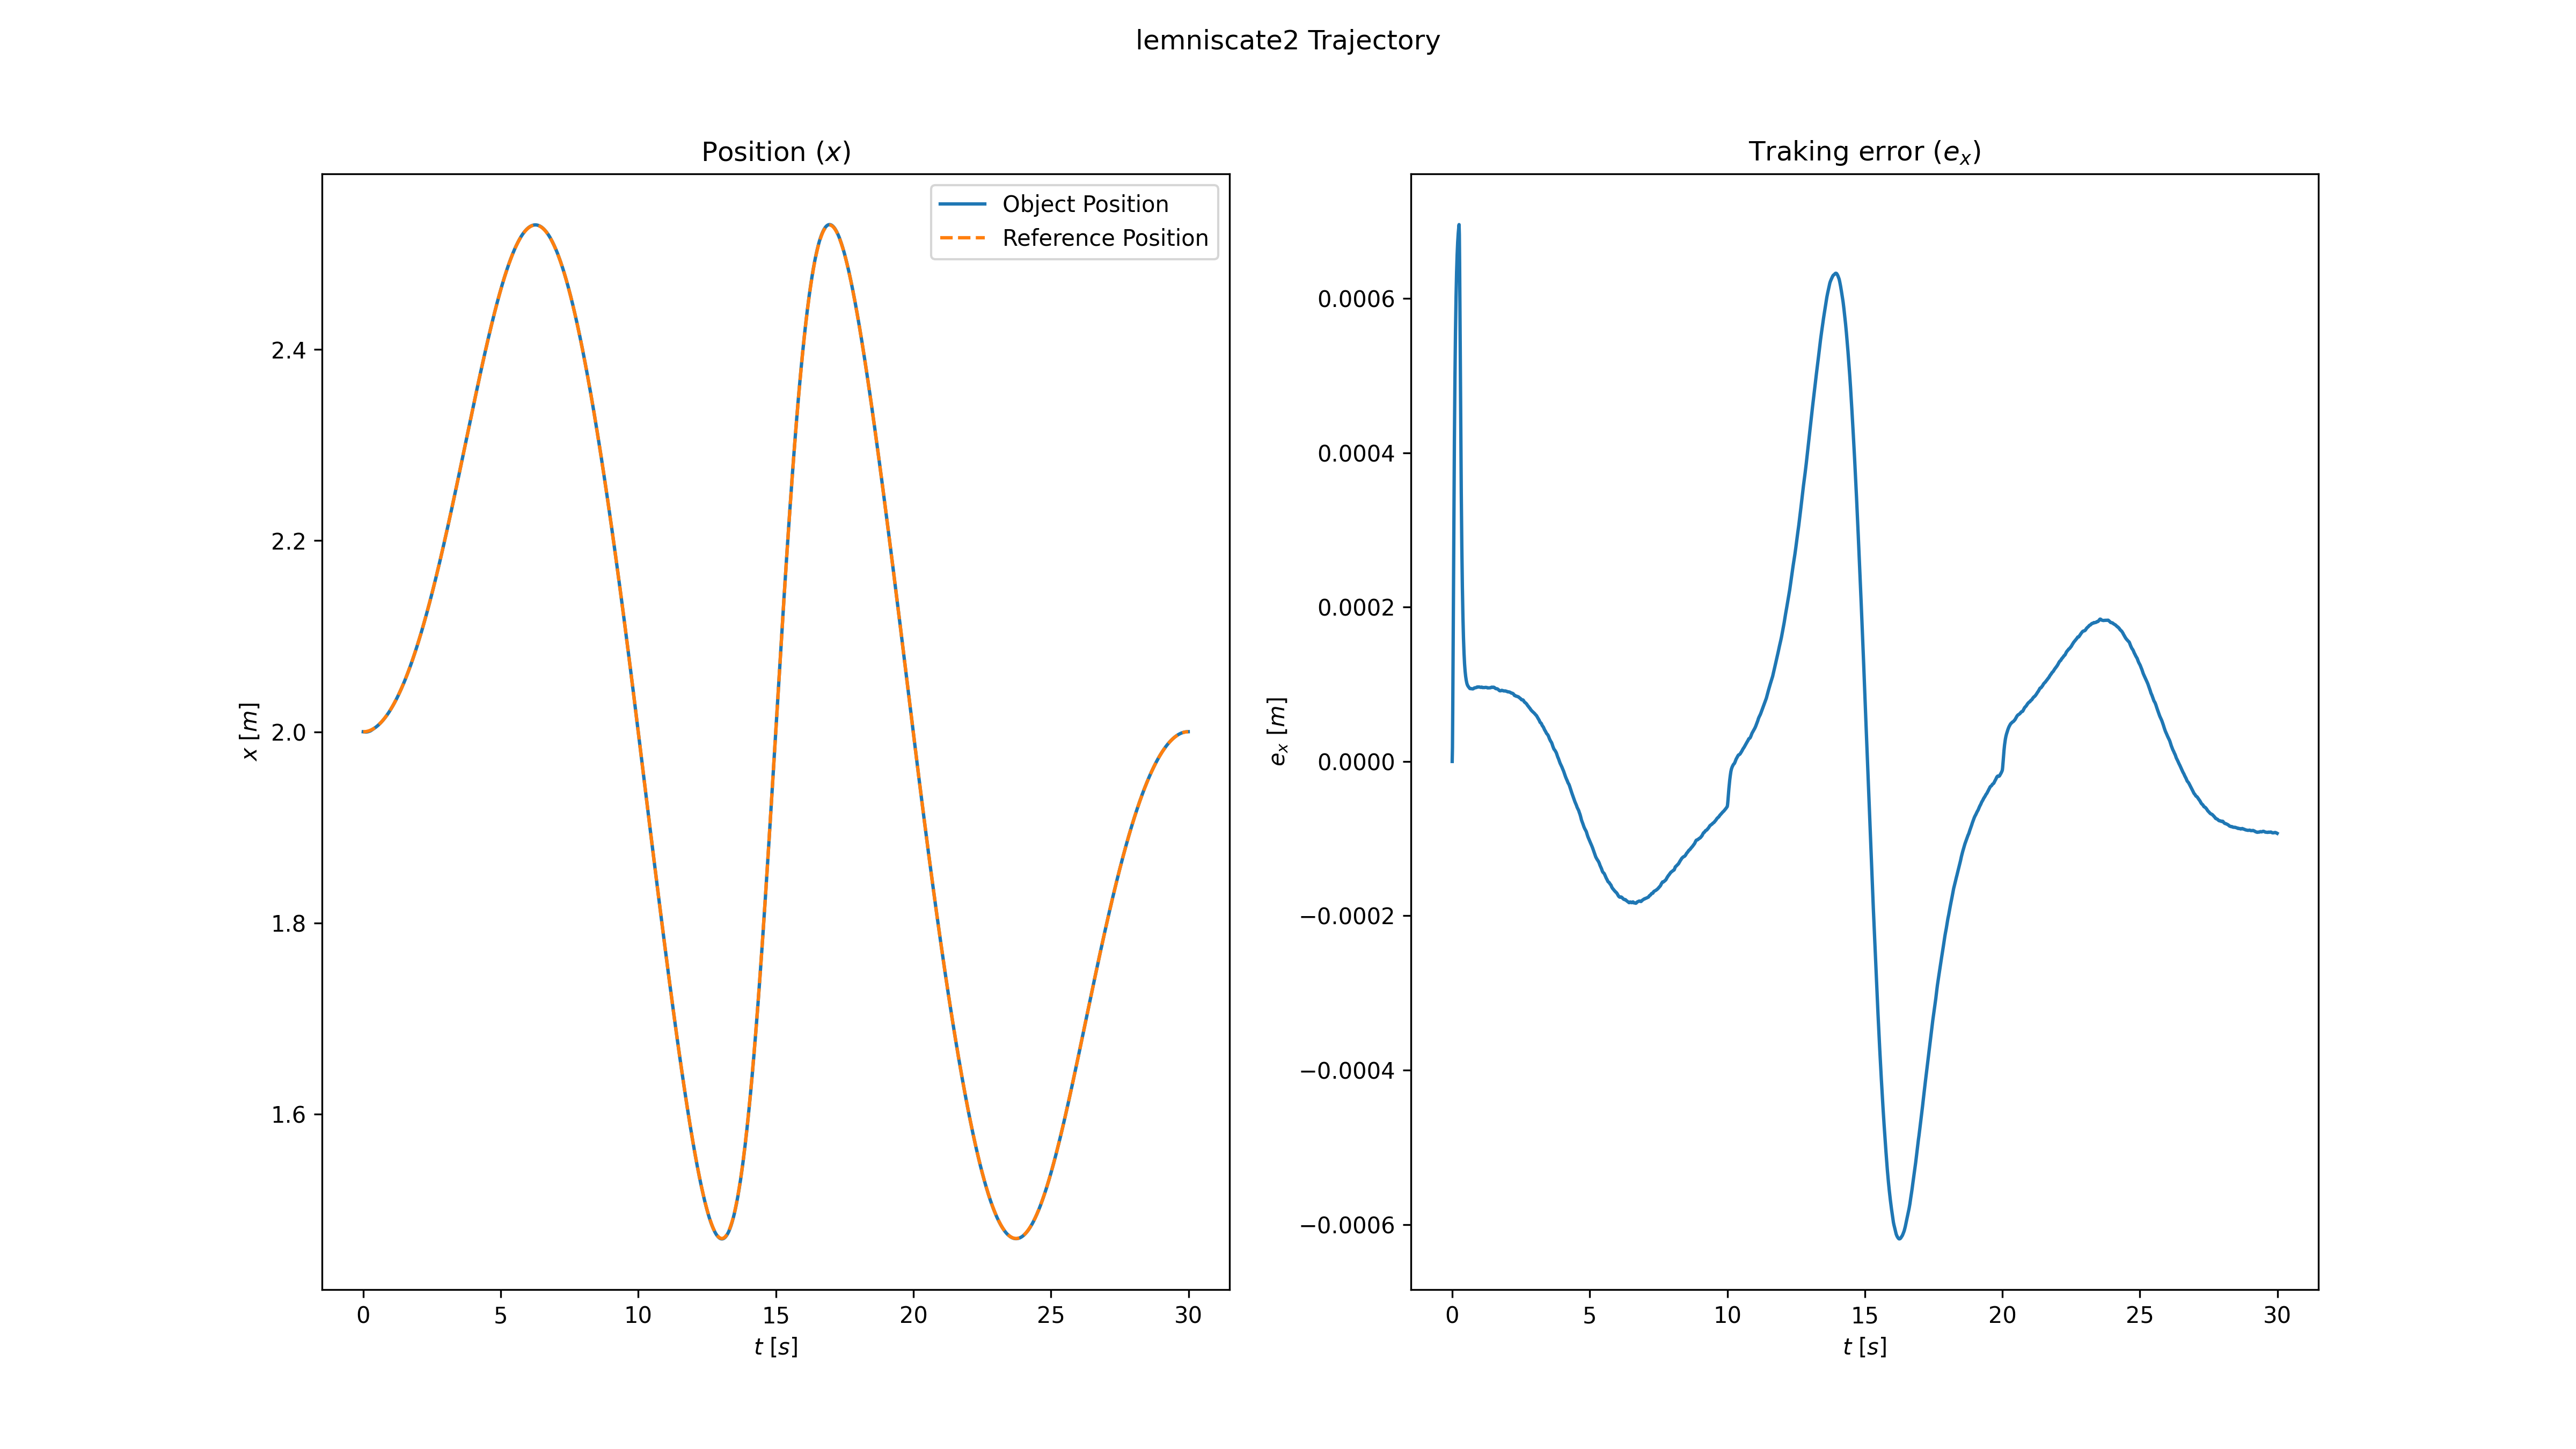 lemniscate2 Trajectory
Position (x)
Object Position
Reference Position
2.4
2.2
2.0
1.8
1.6
x [m]
0 5 10 15 20 25 30
t [s]
Traking error (eₓ)
0.0006
0.0004
0.0002
0.0000
−0.0002
−0.0004
−0.0006
eₓ [m]
0 5 10 15 20 25 30
t [s]